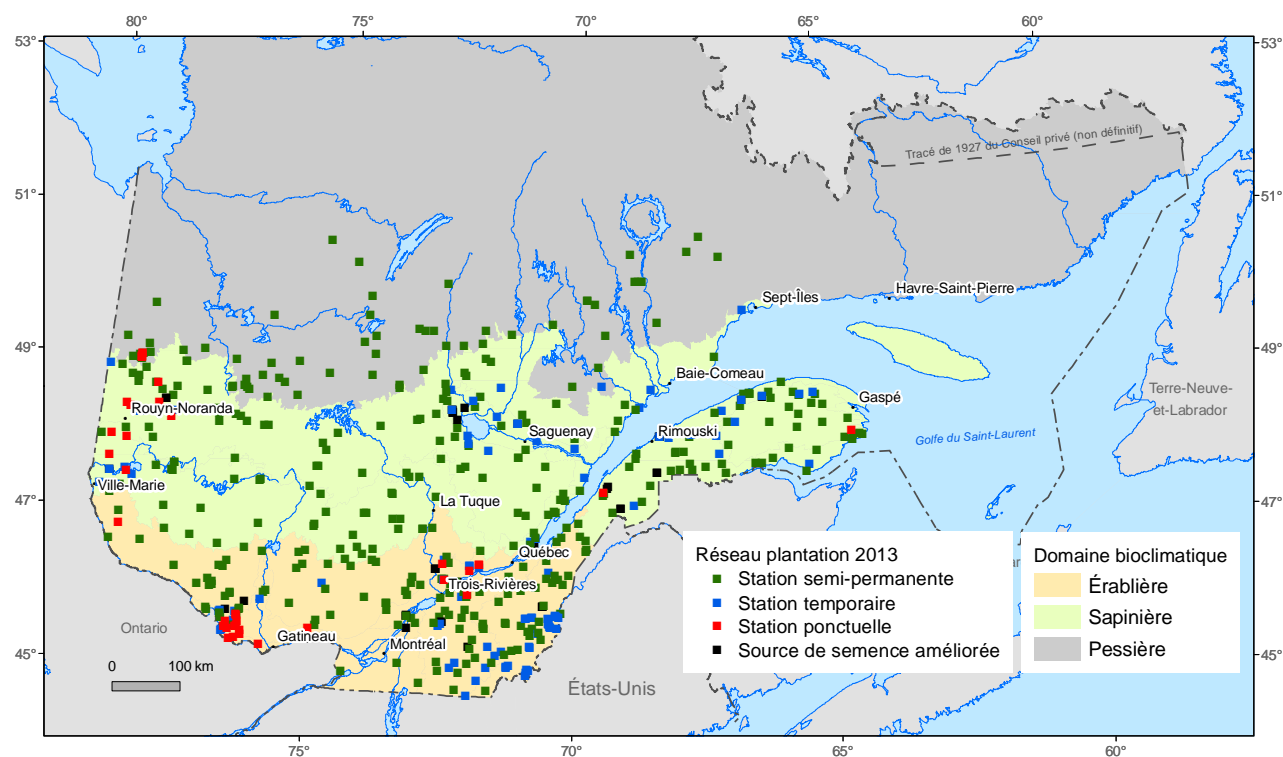 80° 75° 70° 65° 60°
53° 53°
Tracé de 1927 du Conseil privé (non définitif)
51° 51°
Sept-Îles
Havre-Saint-Pierre
49° 49°
Baie-Comeau
Terre-Neuve-
et-Labrador
Gaspé
Rouyn-Noranda
Saguenay
Rimouski
Golfe du Saint-Laurent
Ville-Marie
47° 47°
La Tuque
Québec
Trois-Rivières
Ontario
Gatineau
Montréal
45° 45°
0 100 km
États-Unis
Réseau plantation 2013
Station semi-permanente
Station temporaire
Station ponctuelle
Source de semence améliorée
Domaine bioclimatique
Érablière
Sapinière
Pessière
75° 70° 65° 60°